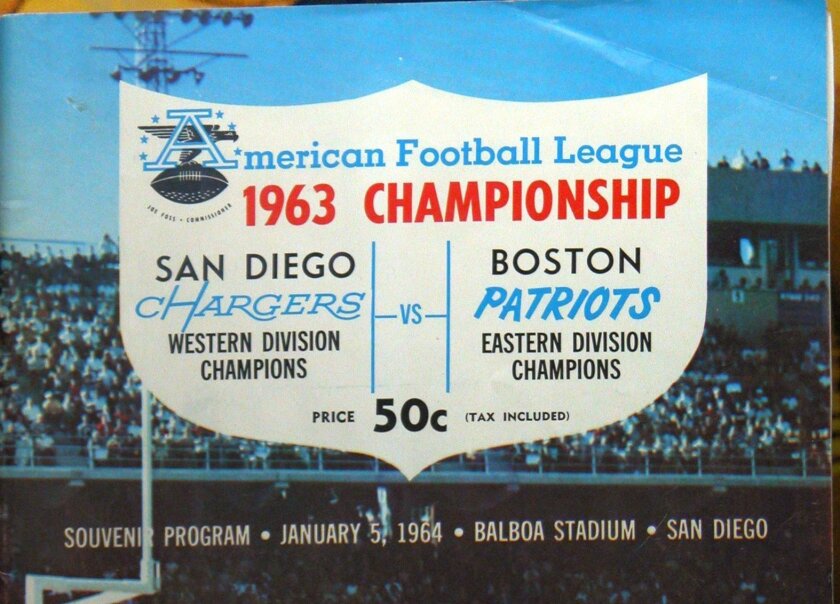 American Football League
JOE FOSS • COMMISSIONER
1963 CHAMPIONSHIP
SAN DIEGO
CHARGERS
WESTERN DIVISION
CHAMPIONS
VS
BOSTON
PATRIOTS
EASTERN DIVISION
CHAMPIONS
PRICE 50c (TAX INCLUDED)
SOUVENIR PROGRAM • JANUARY 5, 1964 • BALBOA STADIUM • SAN DIEGO